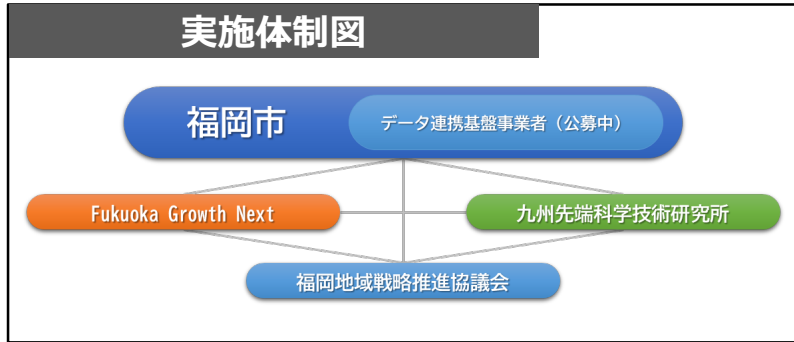 実施体制図
福岡市
データ連携基盤事業者（公募中）
Fukuoka Growth Next
九州先端科学技術研究所
福岡地域戦略推進協議会